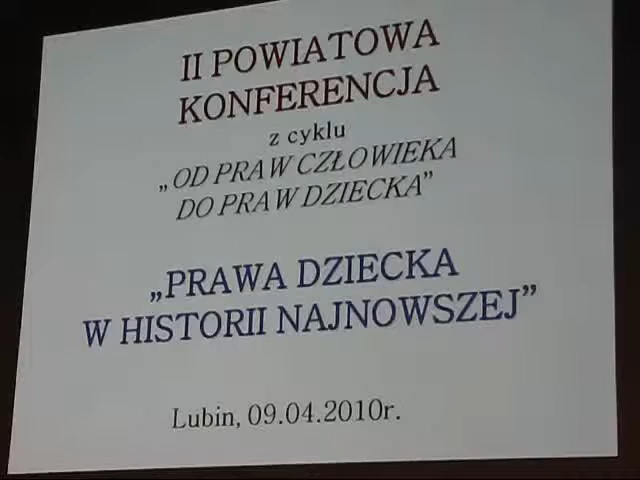 II POWIATOWA
KONFERENCJA
z cyklu
„OD PRAW CZŁOWIEKA
DO PRAW DZIECKA”
„PRAWA DZIECKA
W HISTORII NAJNOWSZEJ”
Lubin, 09.04.2010r.